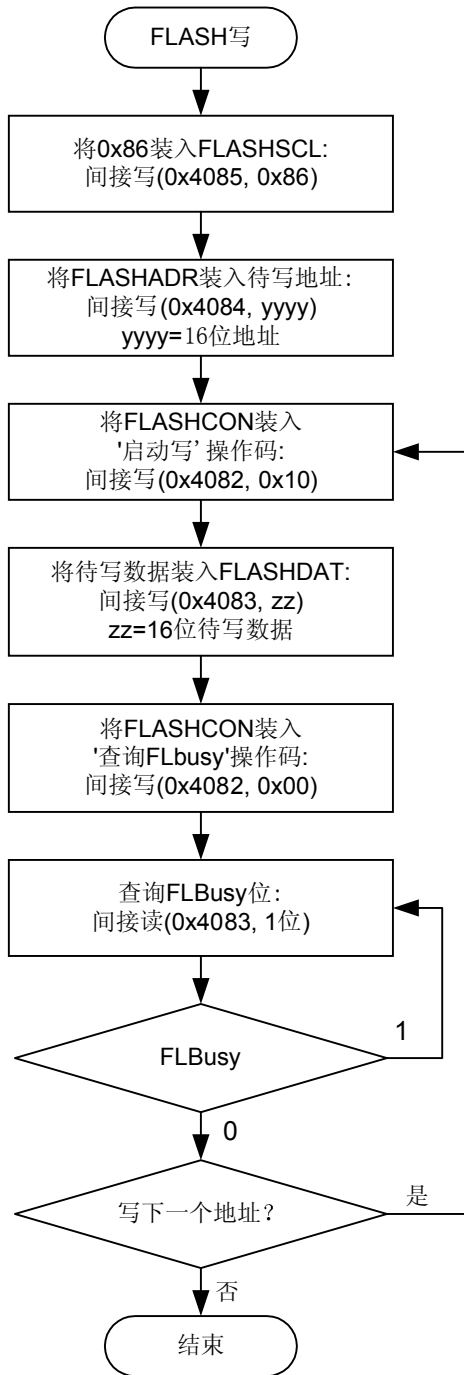 FLASH写
将0x86装入FLASHSCL:
间接写(0x4085, 0x86)
将FLASHADR装入待写地址:
间接写(0x4084, yyyy)
yyyy=16位地址
将FLASHCON装入
'启动写' 操作码:
间接写(0x4082, 0x10)
将待写数据装入FLASHDAT:
间接写(0x4083, zz)
zz=16位待写数据
将FLASHCON装入
'查询FLbusy'操作码:
间接写(0x4082, 0x00)
查询FLBusy位:
间接读(0x4083, 1位)
FLBusy
1
0
写下一个地址?
是
否
结束